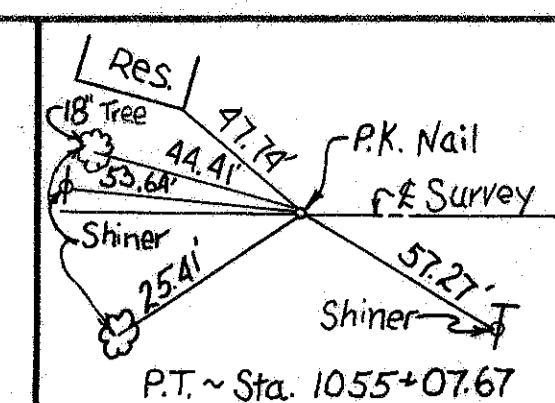 Res.
18" Tree
47.74'
P.K. Nail
44.41'
53.64'
℄ Survey
Shiner
25.41'
57.27'
Shiner
P.T. ~ Sta. 1055+07.67